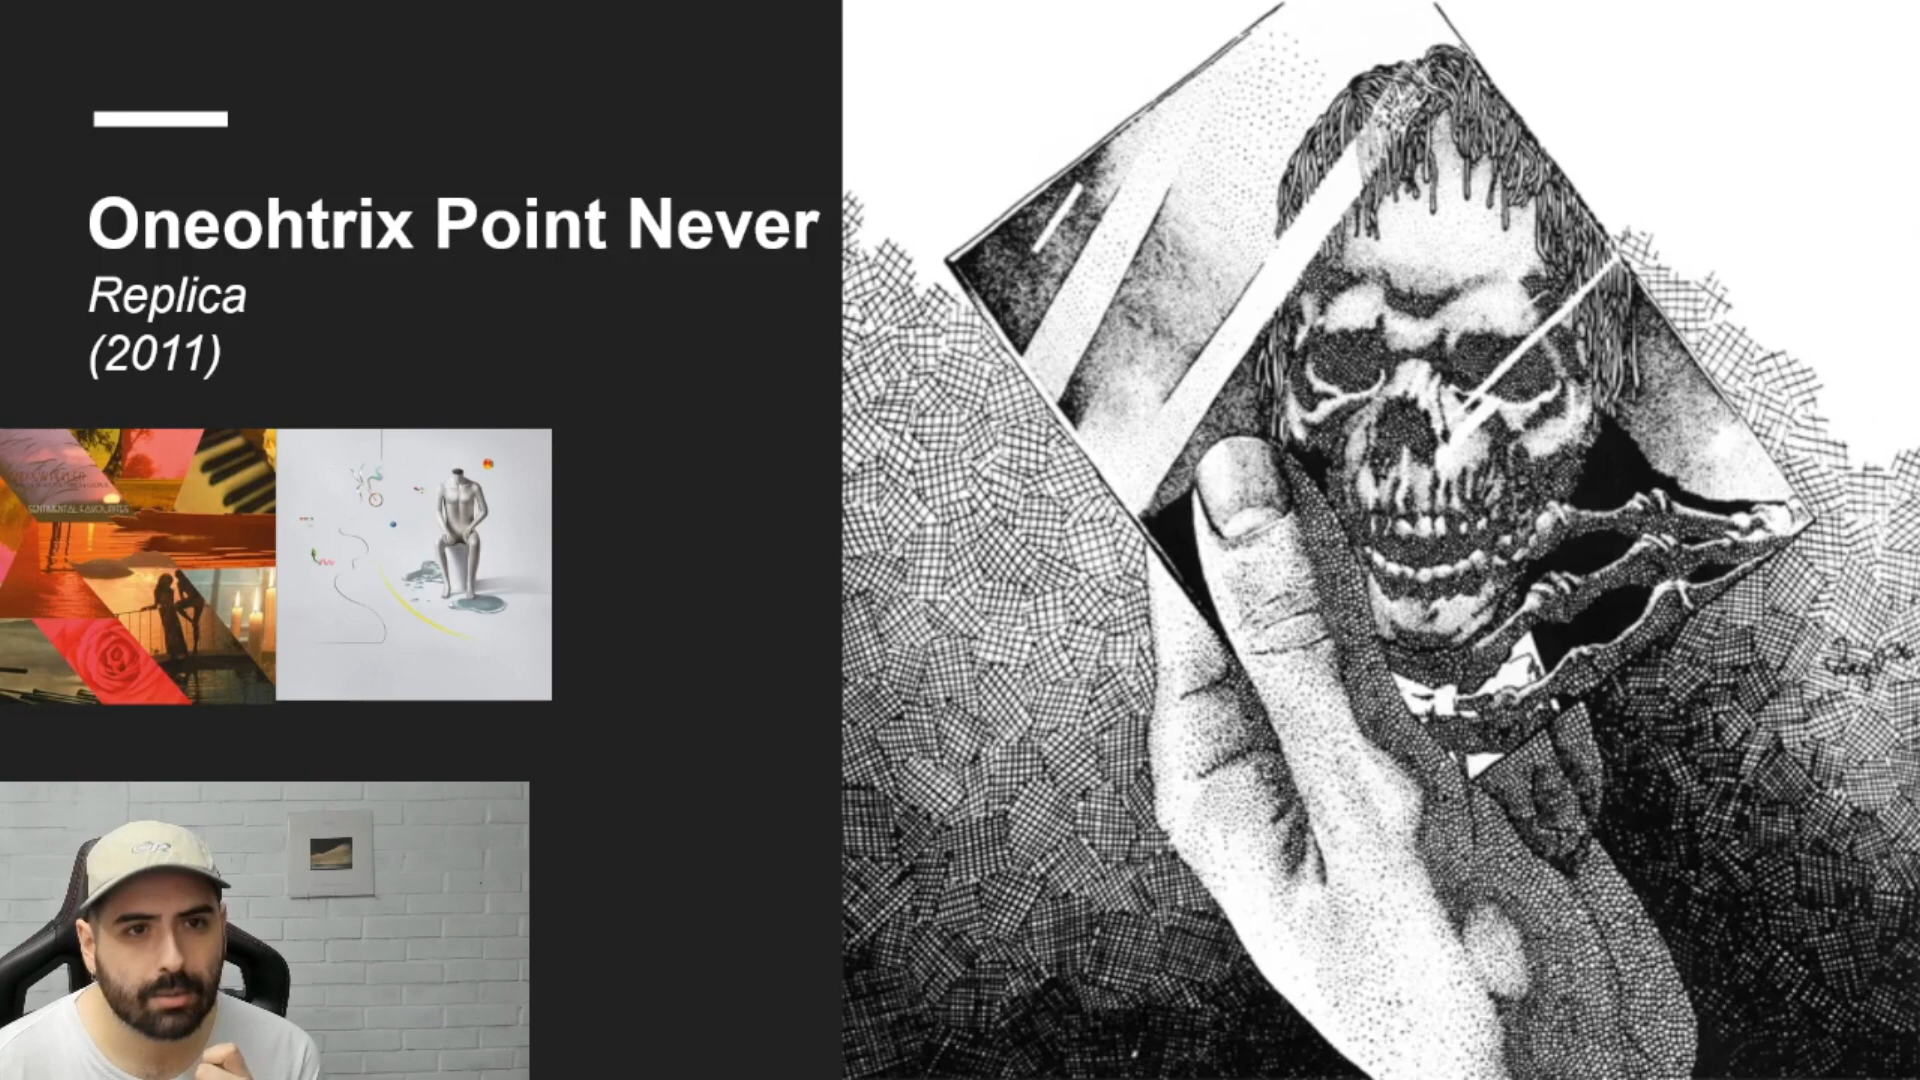 Oneohtrix Point Never
Replica
(2011)
SENTIMENTAL FAVOURITES